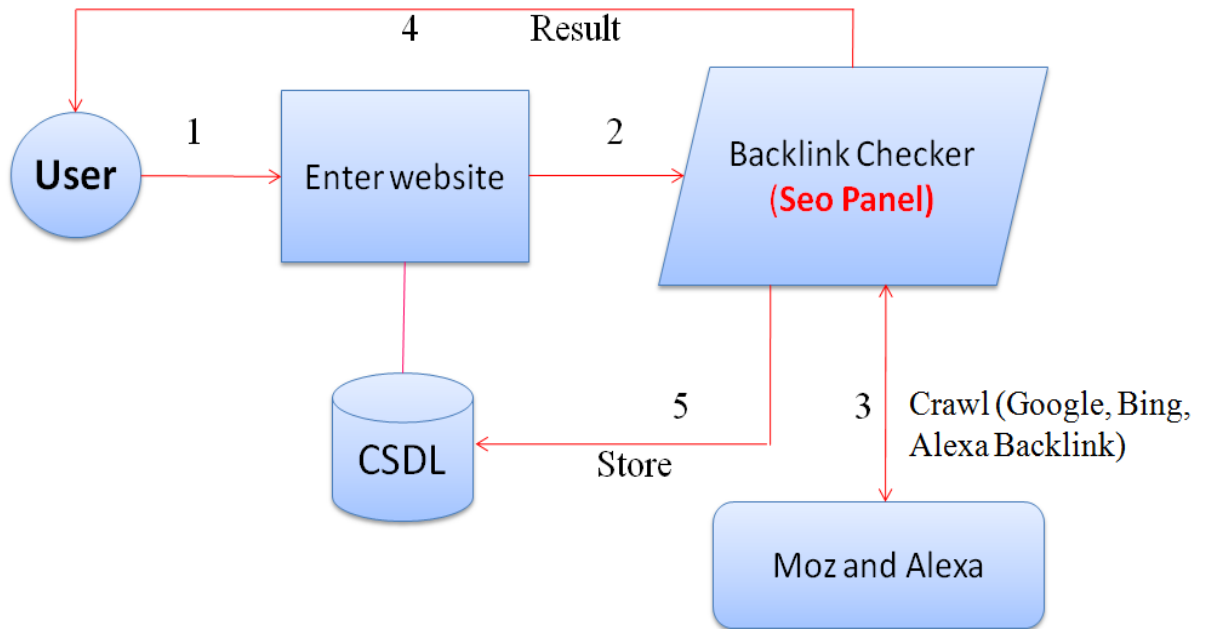 4 Result
1
2
User
Enter website
Backlink Checker
(Seo Panel)
5
3
Crawl (Google, Bing,
Alexa Backlink)
CSDL
Store
Moz and Alexa